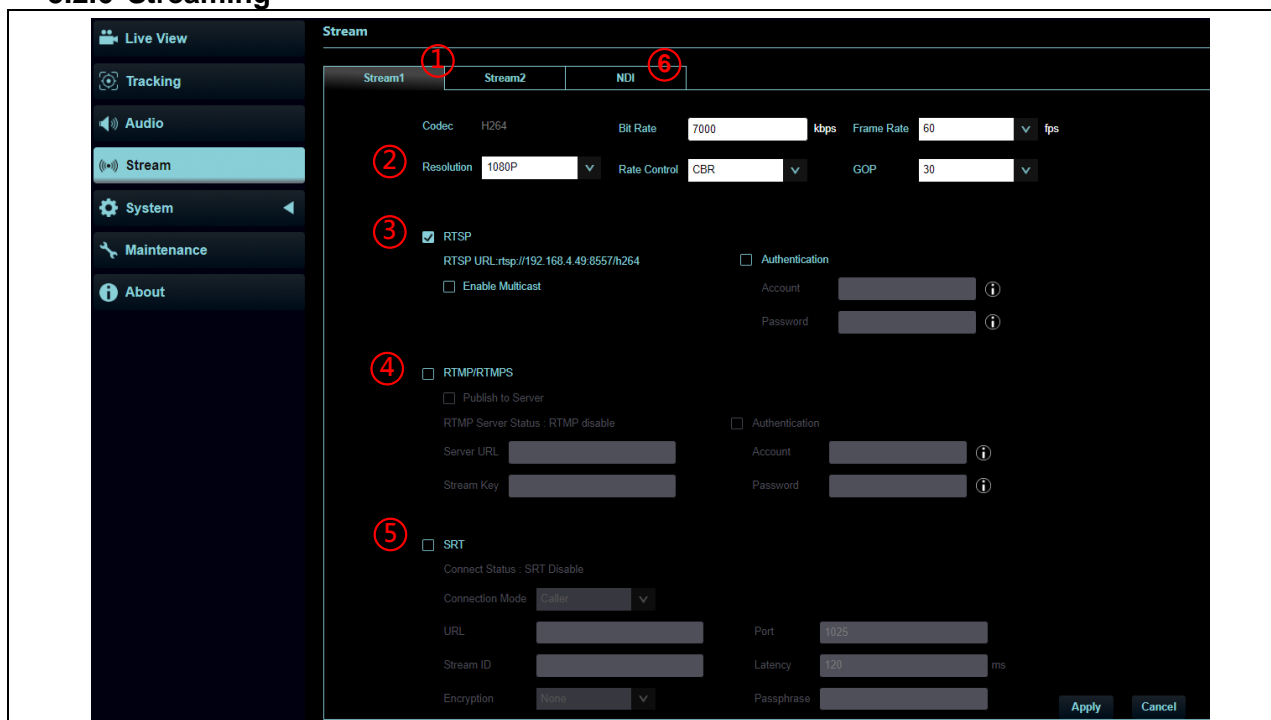 Live View
Tracking
Audio
Stream
System
Maintenance
About
Stream
① ⑥
Stream1 Stream2 NDI
Codec H264 Bit Rate 7000 kbps Frame Rate 60 fps
② Resolution 1080P Rate Control CBR GOP 30
③ RTSP
RTSP URL:rtsp://192.168.4.49:8557/h264 Authentication
Enable Multicast Account
Password
④ RTMP/RTMPS
Publish to Server
RTMP Server Status : RTMP disable Authentication
Server URL Account
Stream Key Password
⑤ SRT
Connect Status : SRT Disable
Connection Mode Caller
URL Port 1025
Stream ID Latency 120 ms
Encryption None Passphrase
Apply Cancel